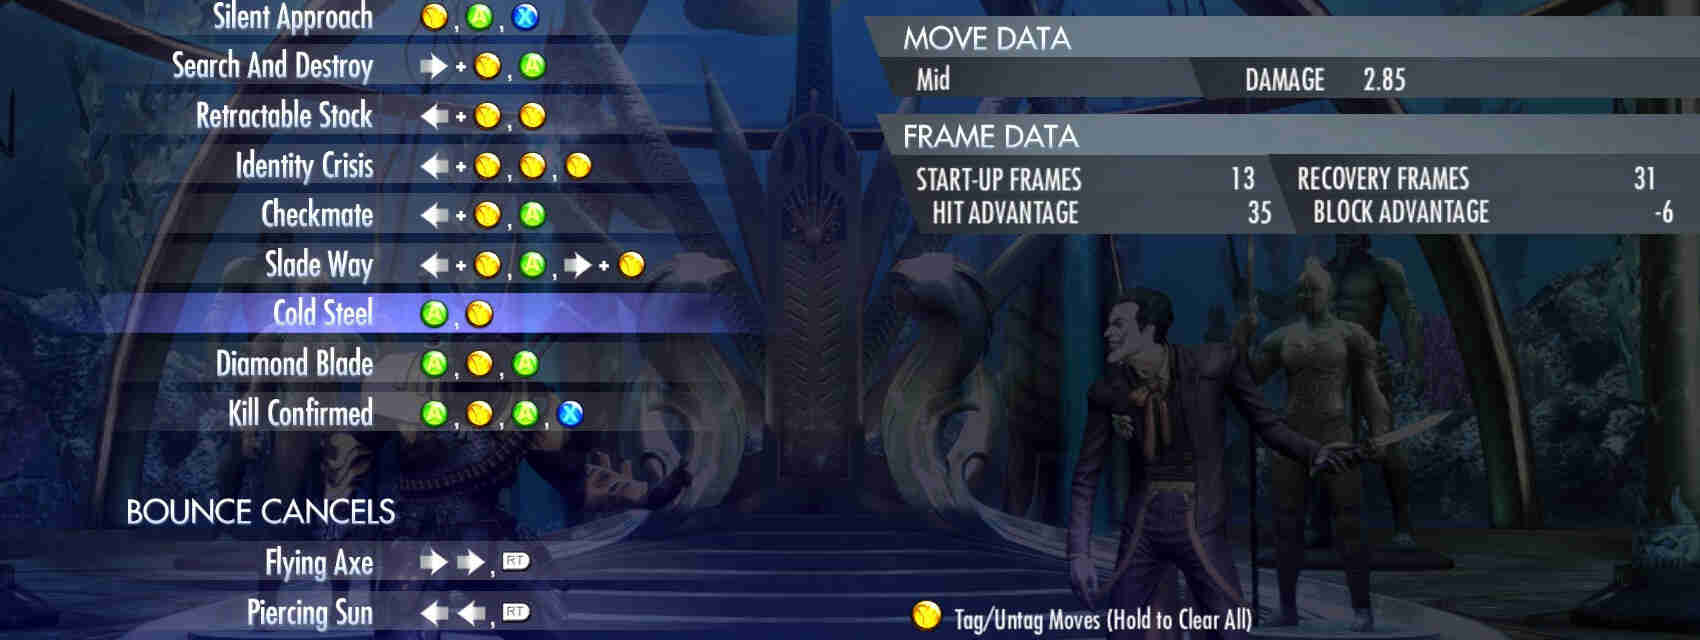 Silent Approach Y, A, X
Search And Destroy + Y, A
Retractable Stock + Y, Y
Identity Crisis + Y, Y, Y
Checkmate + Y, A
Slade Way + Y, A, + Y
Cold Steel A, Y
Diamond Blade A, Y, A
Kill Confirmed A, Y, A, X
BOUNCE CANCELS
Flying Axe , RT
Piercing Sun , RT
MOVE DATA
Mid DAMAGE 2.85
FRAME DATA
START-UP FRAMES 13 RECOVERY FRAMES 31
HIT ADVANTAGE 35 BLOCK ADVANTAGE -6
Y Tag/Untag Moves (Hold to Clear All)